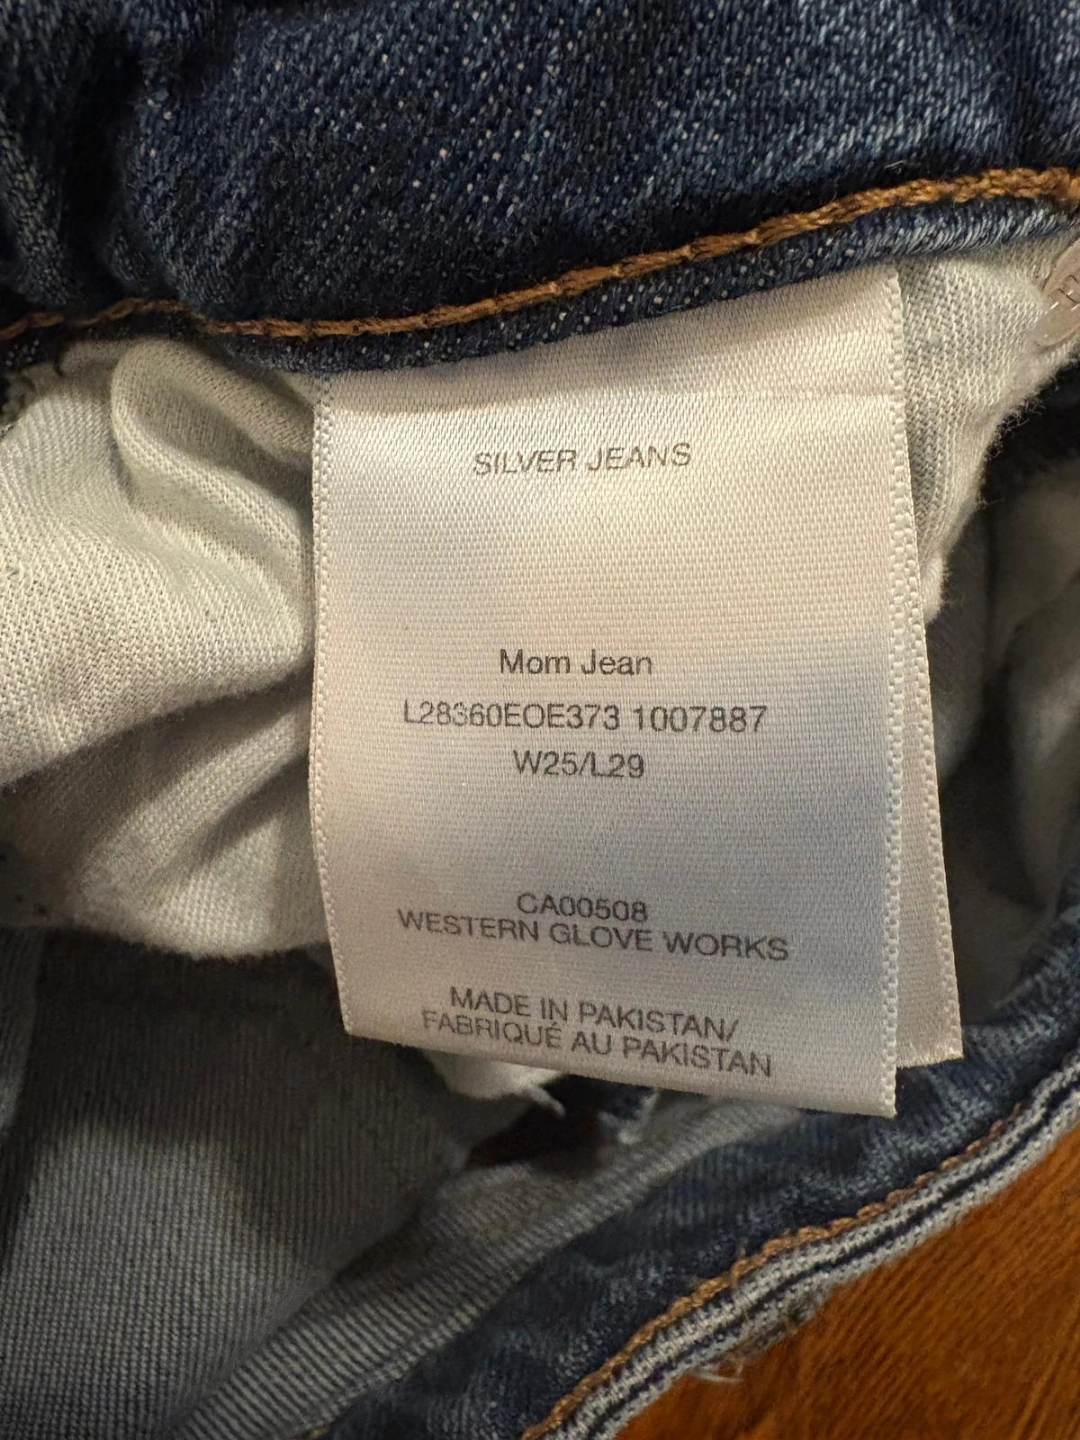 SILVER JEANS
Mom Jean
L28360EOE373 1007887
W25/L29
CA00508
WESTERN GLOVE WORKS
MADE IN PAKISTAN/
FABRIQUÉ AU PAKISTAN